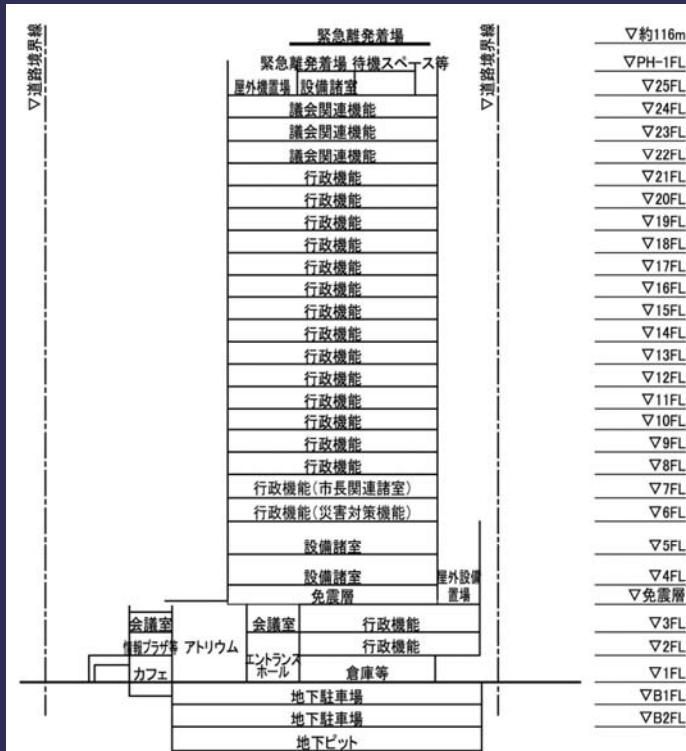 ▽道路境界線
緊急離発着場
▽道路境界線
▽約116m
緊急離発着場 待機スペース等
▽PH-1FL
屋外機置場 設備諸室
▽25FL
議会関連機能
▽24FL
議会関連機能
▽23FL
議会関連機能
▽22FL
行政機能
▽21FL
行政機能
▽20FL
行政機能
▽19FL
行政機能
▽18FL
行政機能
▽17FL
行政機能
▽16FL
行政機能
▽15FL
行政機能
▽14FL
行政機能
▽13FL
行政機能
▽12FL
行政機能
▽11FL
行政機能
▽10FL
行政機能
▽9FL
行政機能
▽8FL
行政機能(市長関連諸室)
▽7FL
行政機能(災害対策機能)
▽6FL
設備諸室
▽5FL
設備諸室
屋外設備
置場
▽4FL
免震層
▽免震層
会議室
会議室
行政機能
▽3FL
情報プラザ等
アトリウム
行政機能
▽2FL
カフェ
エントランス
ホール
倉庫等
▽1FL
地下駐車場
▽B1FL
地下駐車場
▽B2FL
地下ピット